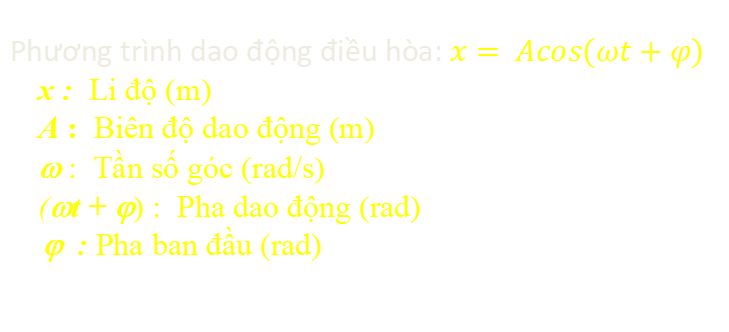 Phương trình dao động điều hòa: x = Acos(ωt + φ)
x : Li độ (m)
A : Biên độ dao động (m)
ω : Tần số góc (rad/s)
(ωt + φ) : Pha dao động (rad)
φ : Pha ban đầu (rad)